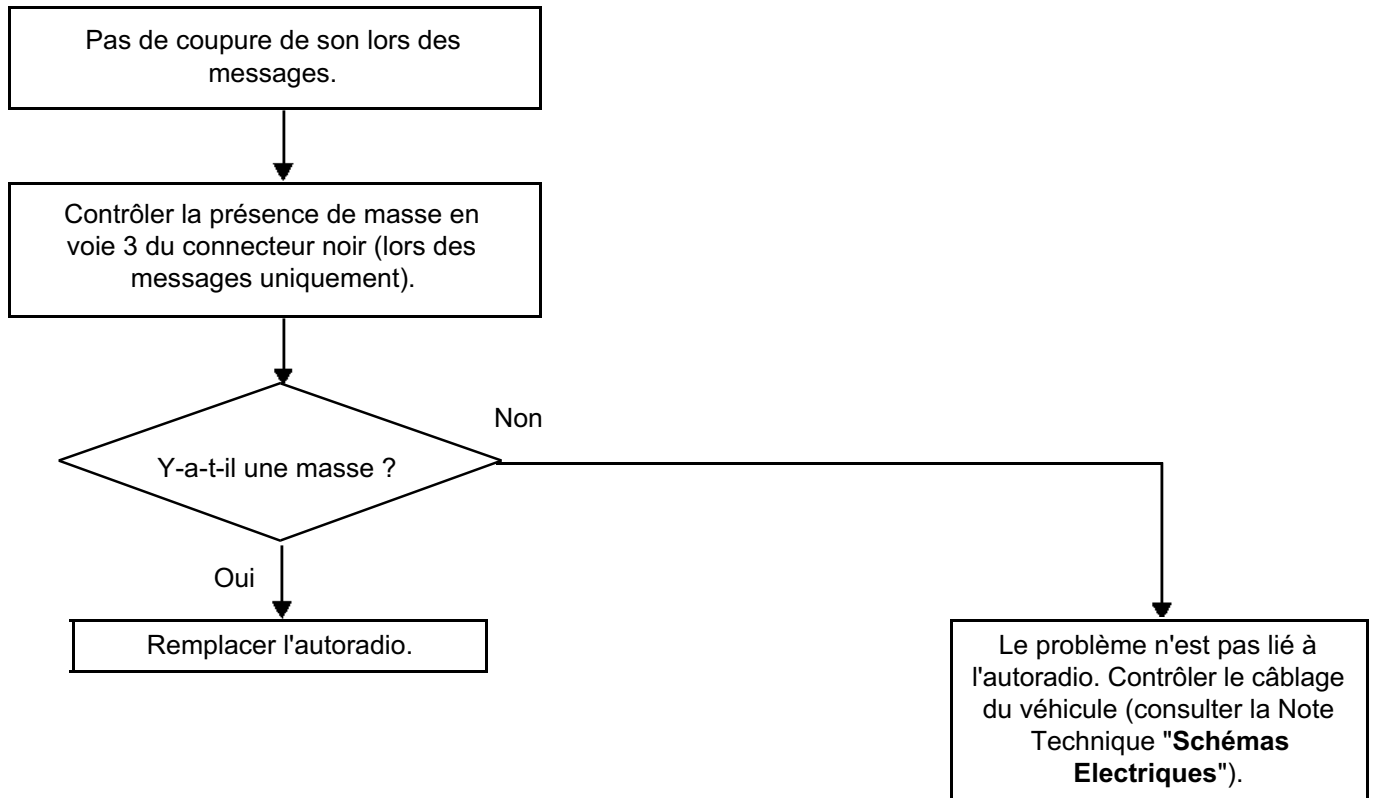 Pas de coupure de son lors des
messages.
Contrôler la présence de masse en
voie 3 du connecteur noir (lors des
messages uniquement).
Non
Y-a-t-il une masse ?
Oui
Remplacer l'autoradio.
Le problème n'est pas lié à
l'autoradio. Contrôler le câblage
du véhicule (consulter la Note
Technique "Schémas
Electriques").